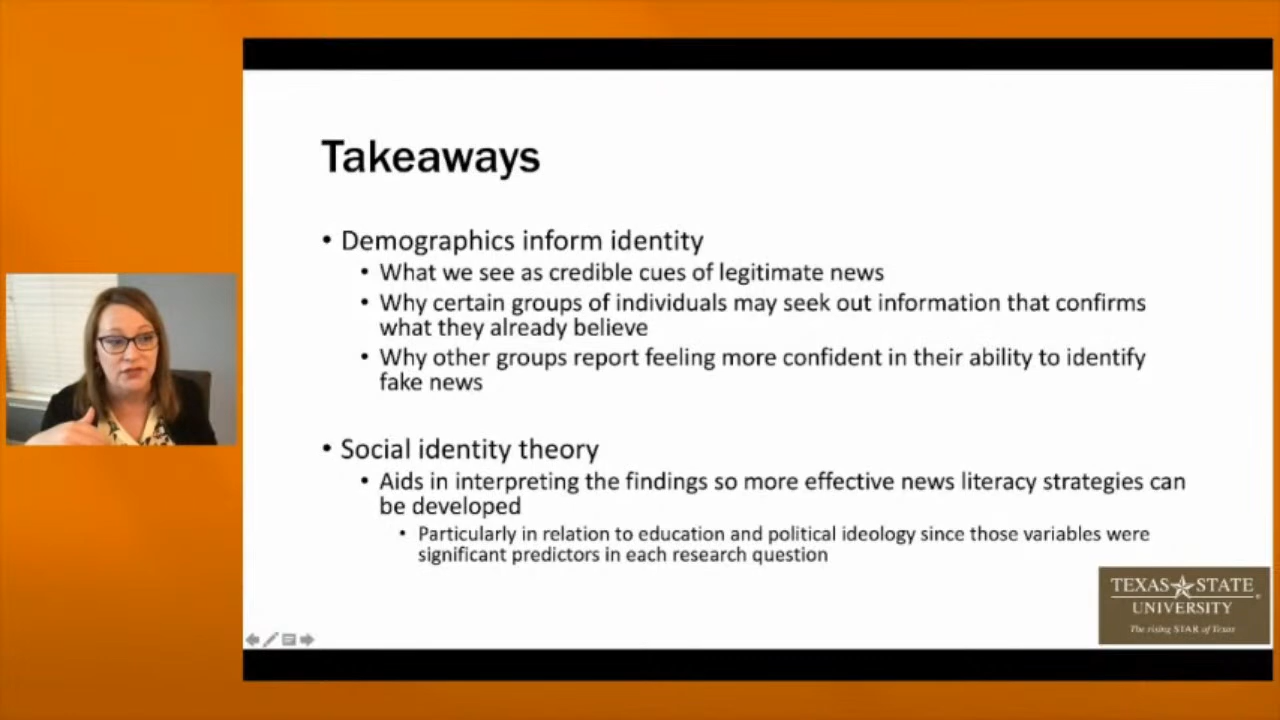 Takeaways
• Demographics inform identity
• What we see as credible cues of legitimate news
• Why certain groups of individuals may seek out information that confirms
what they already believe
• Why other groups report feeling more confident in their ability to identify
fake news
• Social identity theory
• Aids in interpreting the findings so more effective news literacy strategies can
be developed
• Particularly in relation to education and political ideology since those variables were
significant predictors in each research question
TEXAS STATE
UNIVERSITY
The rising STAR of Texas